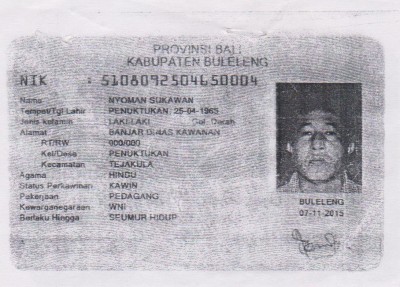 PROVINSI BALI
KABUPATEN BULELENG
NIK : 5108092504650004
Nama : NYOMAN SUKAWAN
Tempat/Tgl Lahir : PENUKTUKAN, 25-04-1965
Jenis kelamin : LAKI-LAKI Gol. Darah
Alamat : BANJAR DINAS KAWANAN
RT/RW : 000/000
Kel/Desa : PENUKTUKAN
Kecamatan : TEJAKULA
Agama : HINDU
Status Perkawinan : KAWIN
Pekerjaan : PEDAGANG
Kewarganegaraan : WNI
Berlaku Hingga : SEUMUR HIDUP
BULELENG
07-11-2015